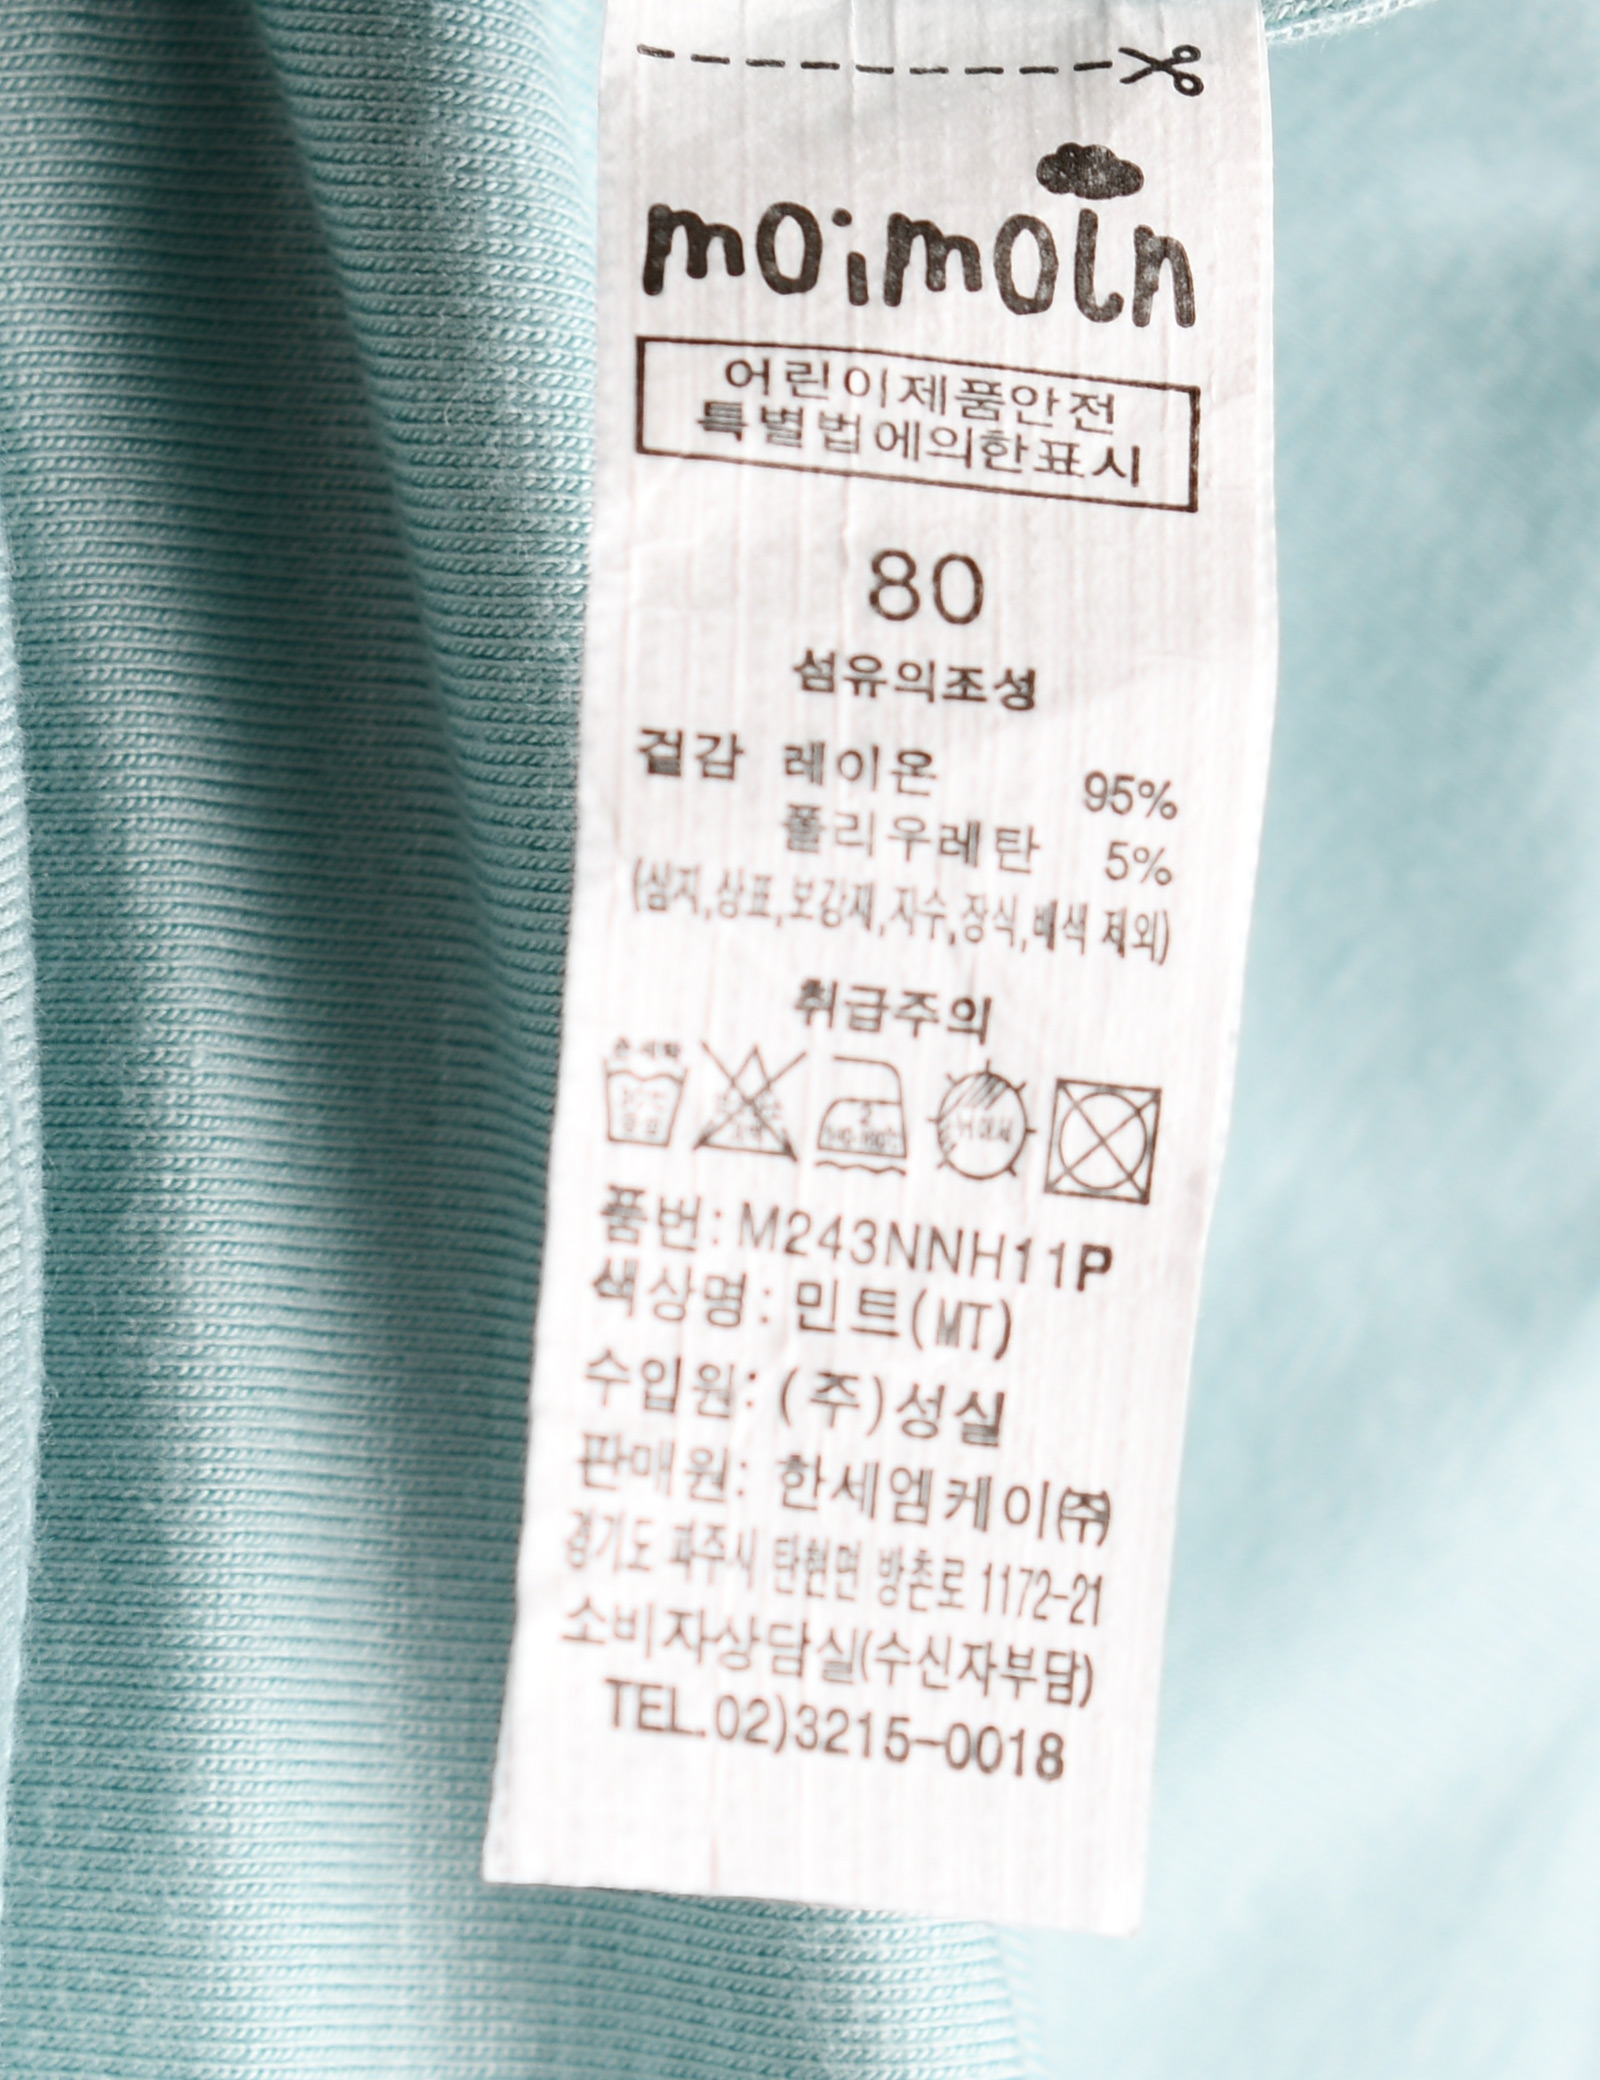 moimoln
어린이제품안전
특별법에의한표시
80
섬유의조성
겉감 레이온 95%
폴리우레탄 5%
(심지,상표,보강재,자수,장식,배색 제외)
취급주의
손세탁
품번: M243NNH11P
색상명: 민트(MT)
수입원: (주)성실
판매원: 한세엠케이㈜
경기도 파주시 탄현면 방촌로 1172-21
소비자상담실(수신자부담)
TEL.02)3215-0018